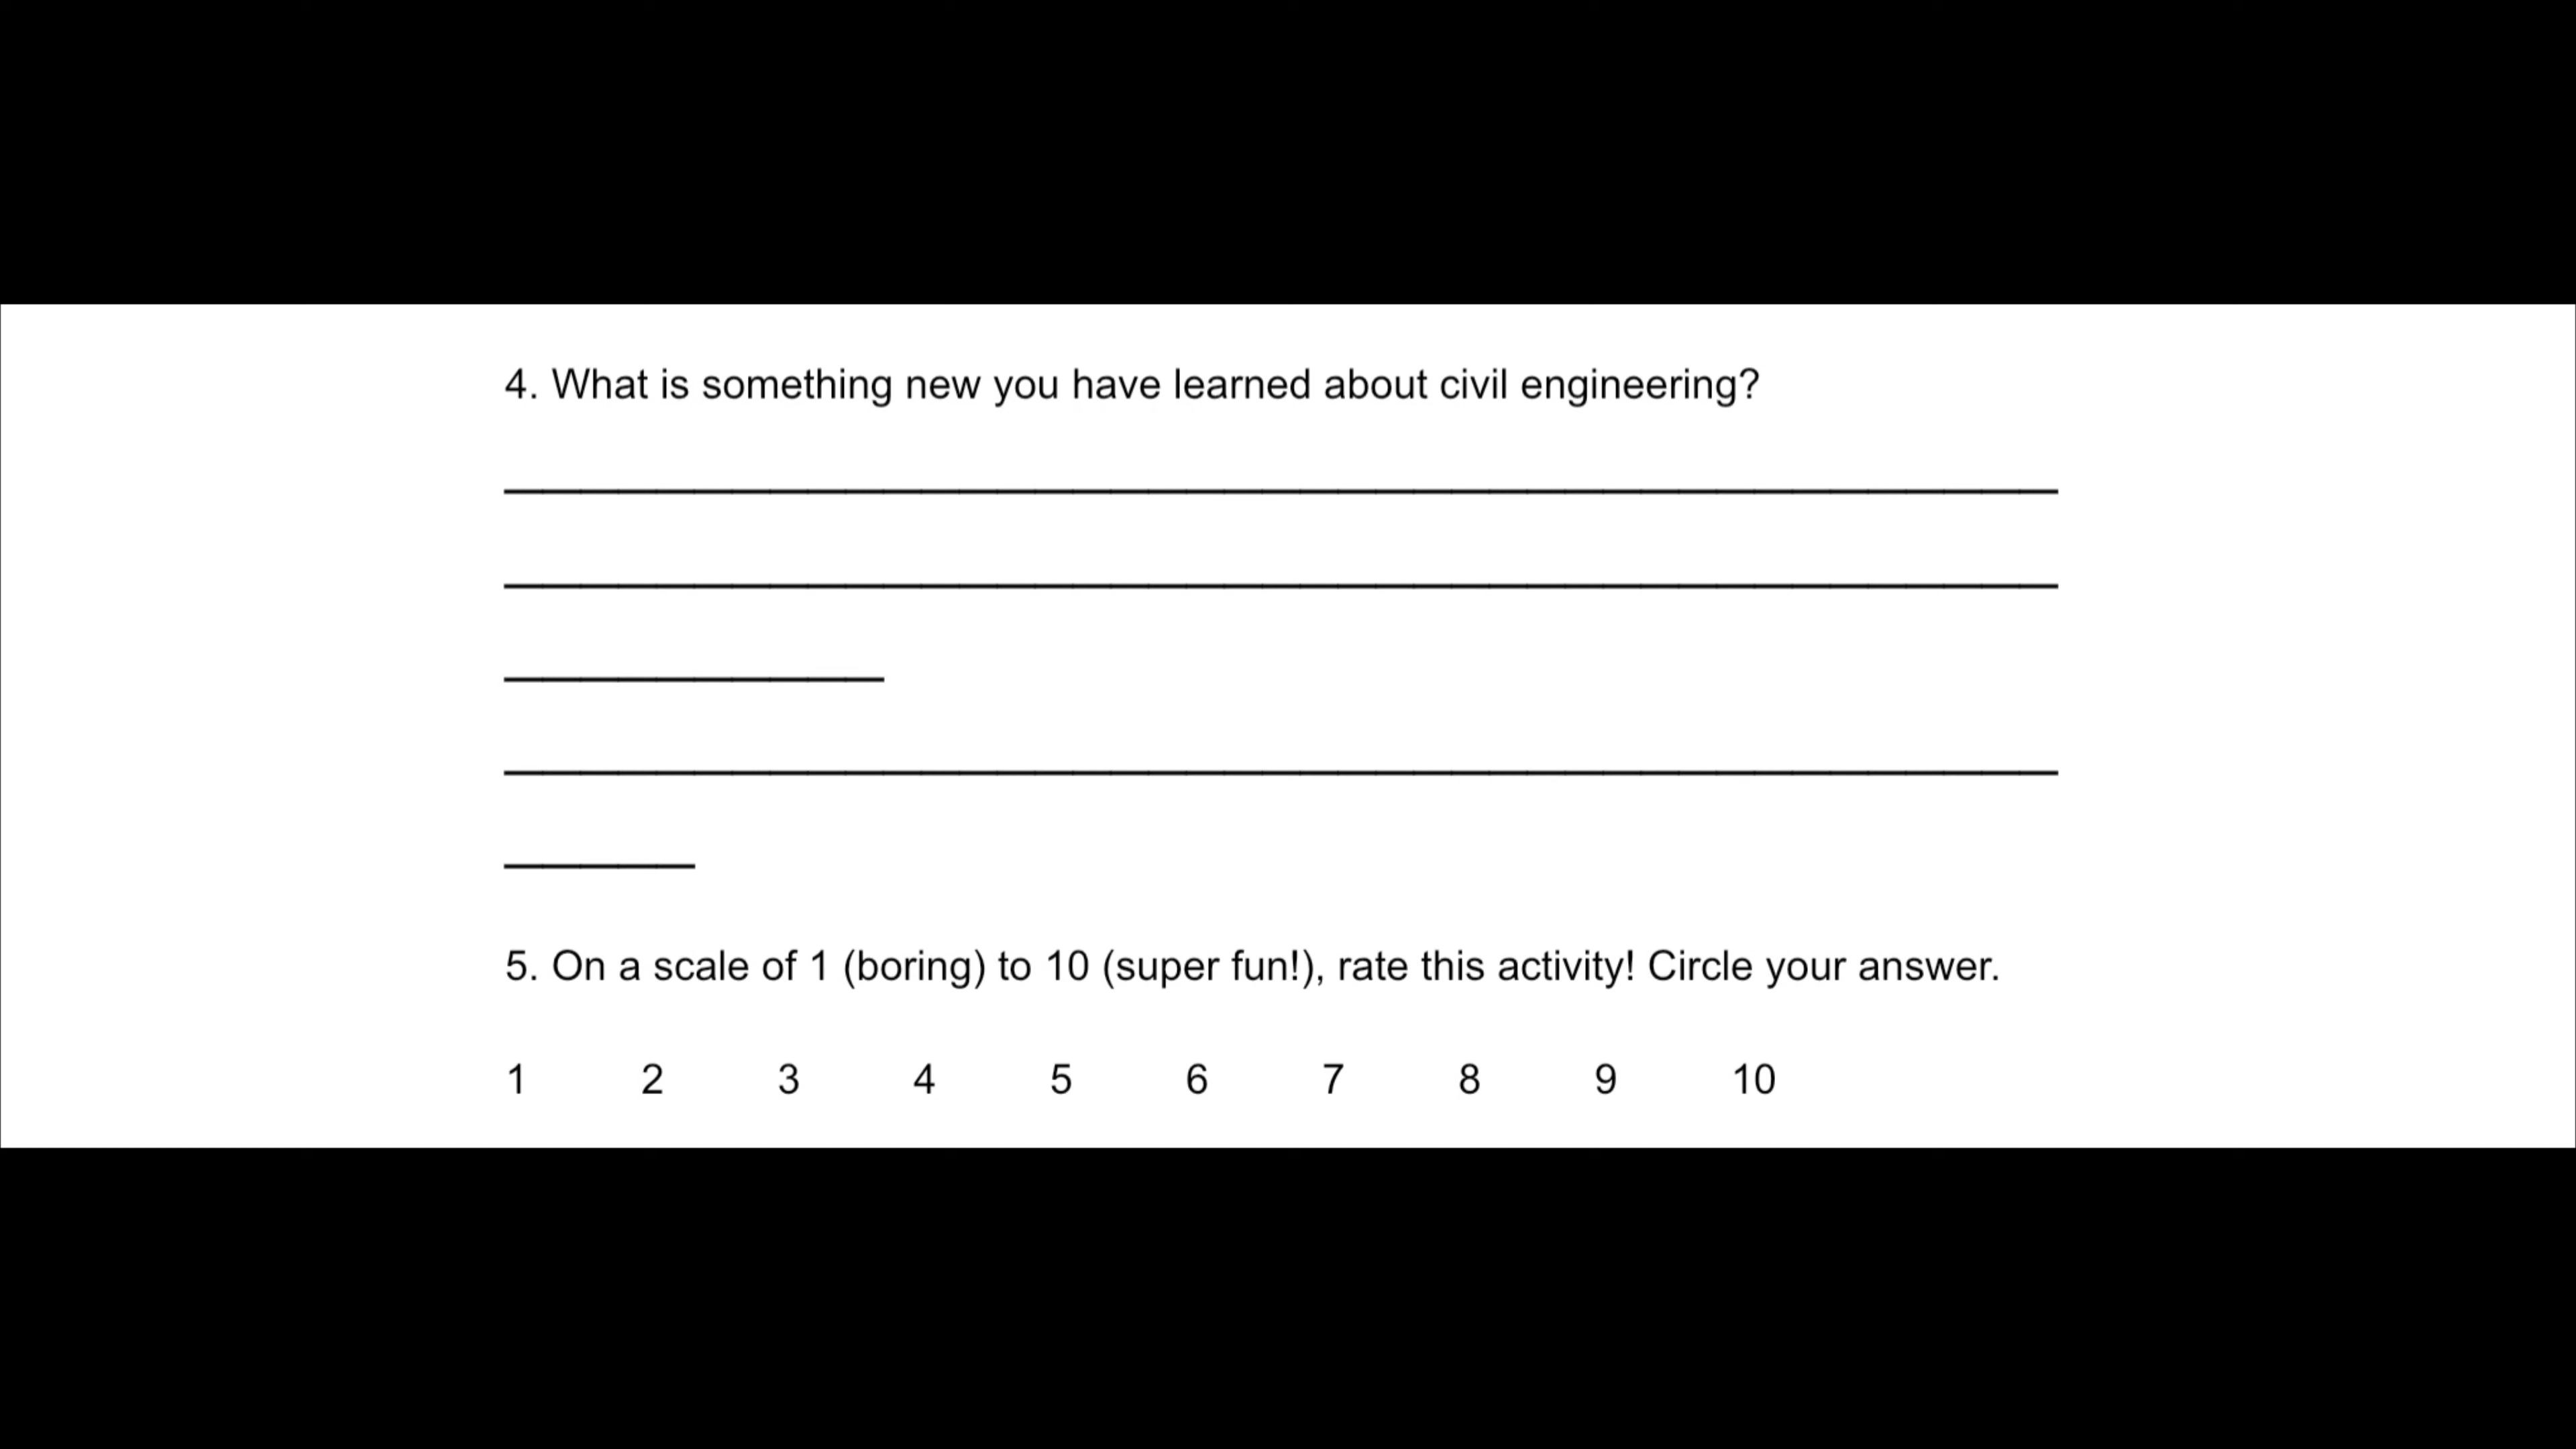 4. What is something new you have learned about civil engineering?
5. On a scale of 1 (boring) to 10 (super fun!), rate this activity! Circle your answer.
1 2 3 4 5 6 7 8 9 10